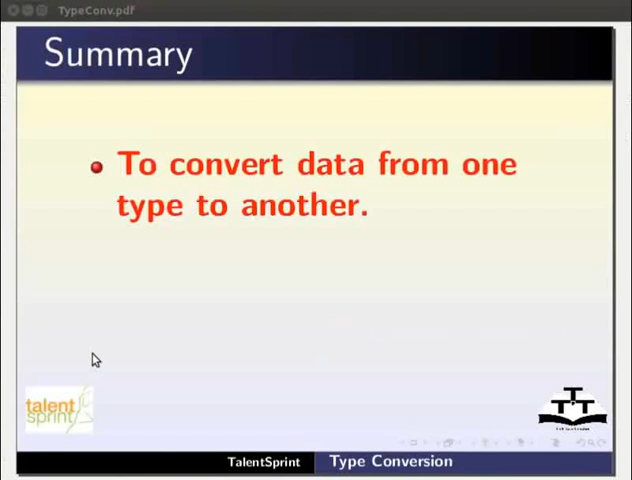 TypeConv.pdf
Summary
To convert data from one
type to another.
talent
sprint
TalentSprint
Type Conversion